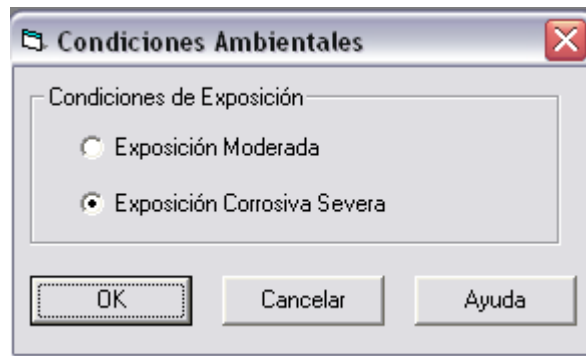 Condiciones Ambientales
Condiciones de Exposición
Exposición Moderada
Exposición Corrosiva Severa
OK Cancelar Ayuda